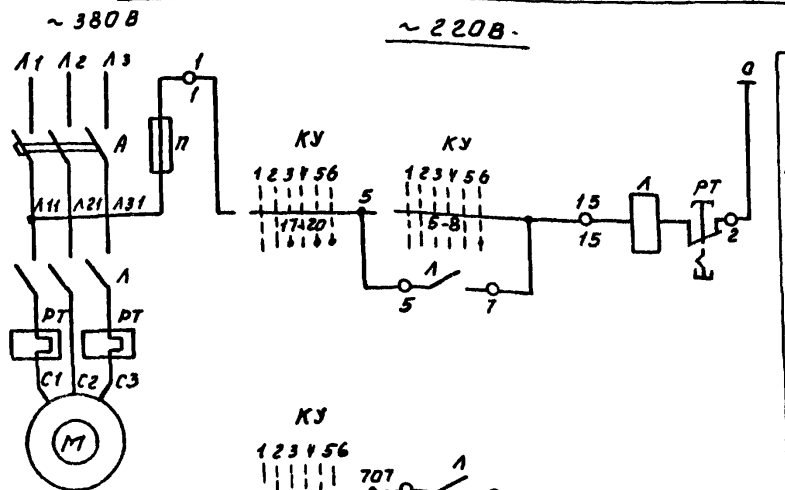 ~ 380 В
~ 220 В.
Л1 Л2 Л3
1
1
0
А
П
КУ
1 2 3 4 5 6
17-20
5
КУ
1 2 3 4 5 6
6-8
15
15
Л
РТ
2
Л11 Л21 Л31
Л
5
7
Л
РТ
РТ
С1 С2 С3
М
КУ
1 2 3 4 5 6
707
Л